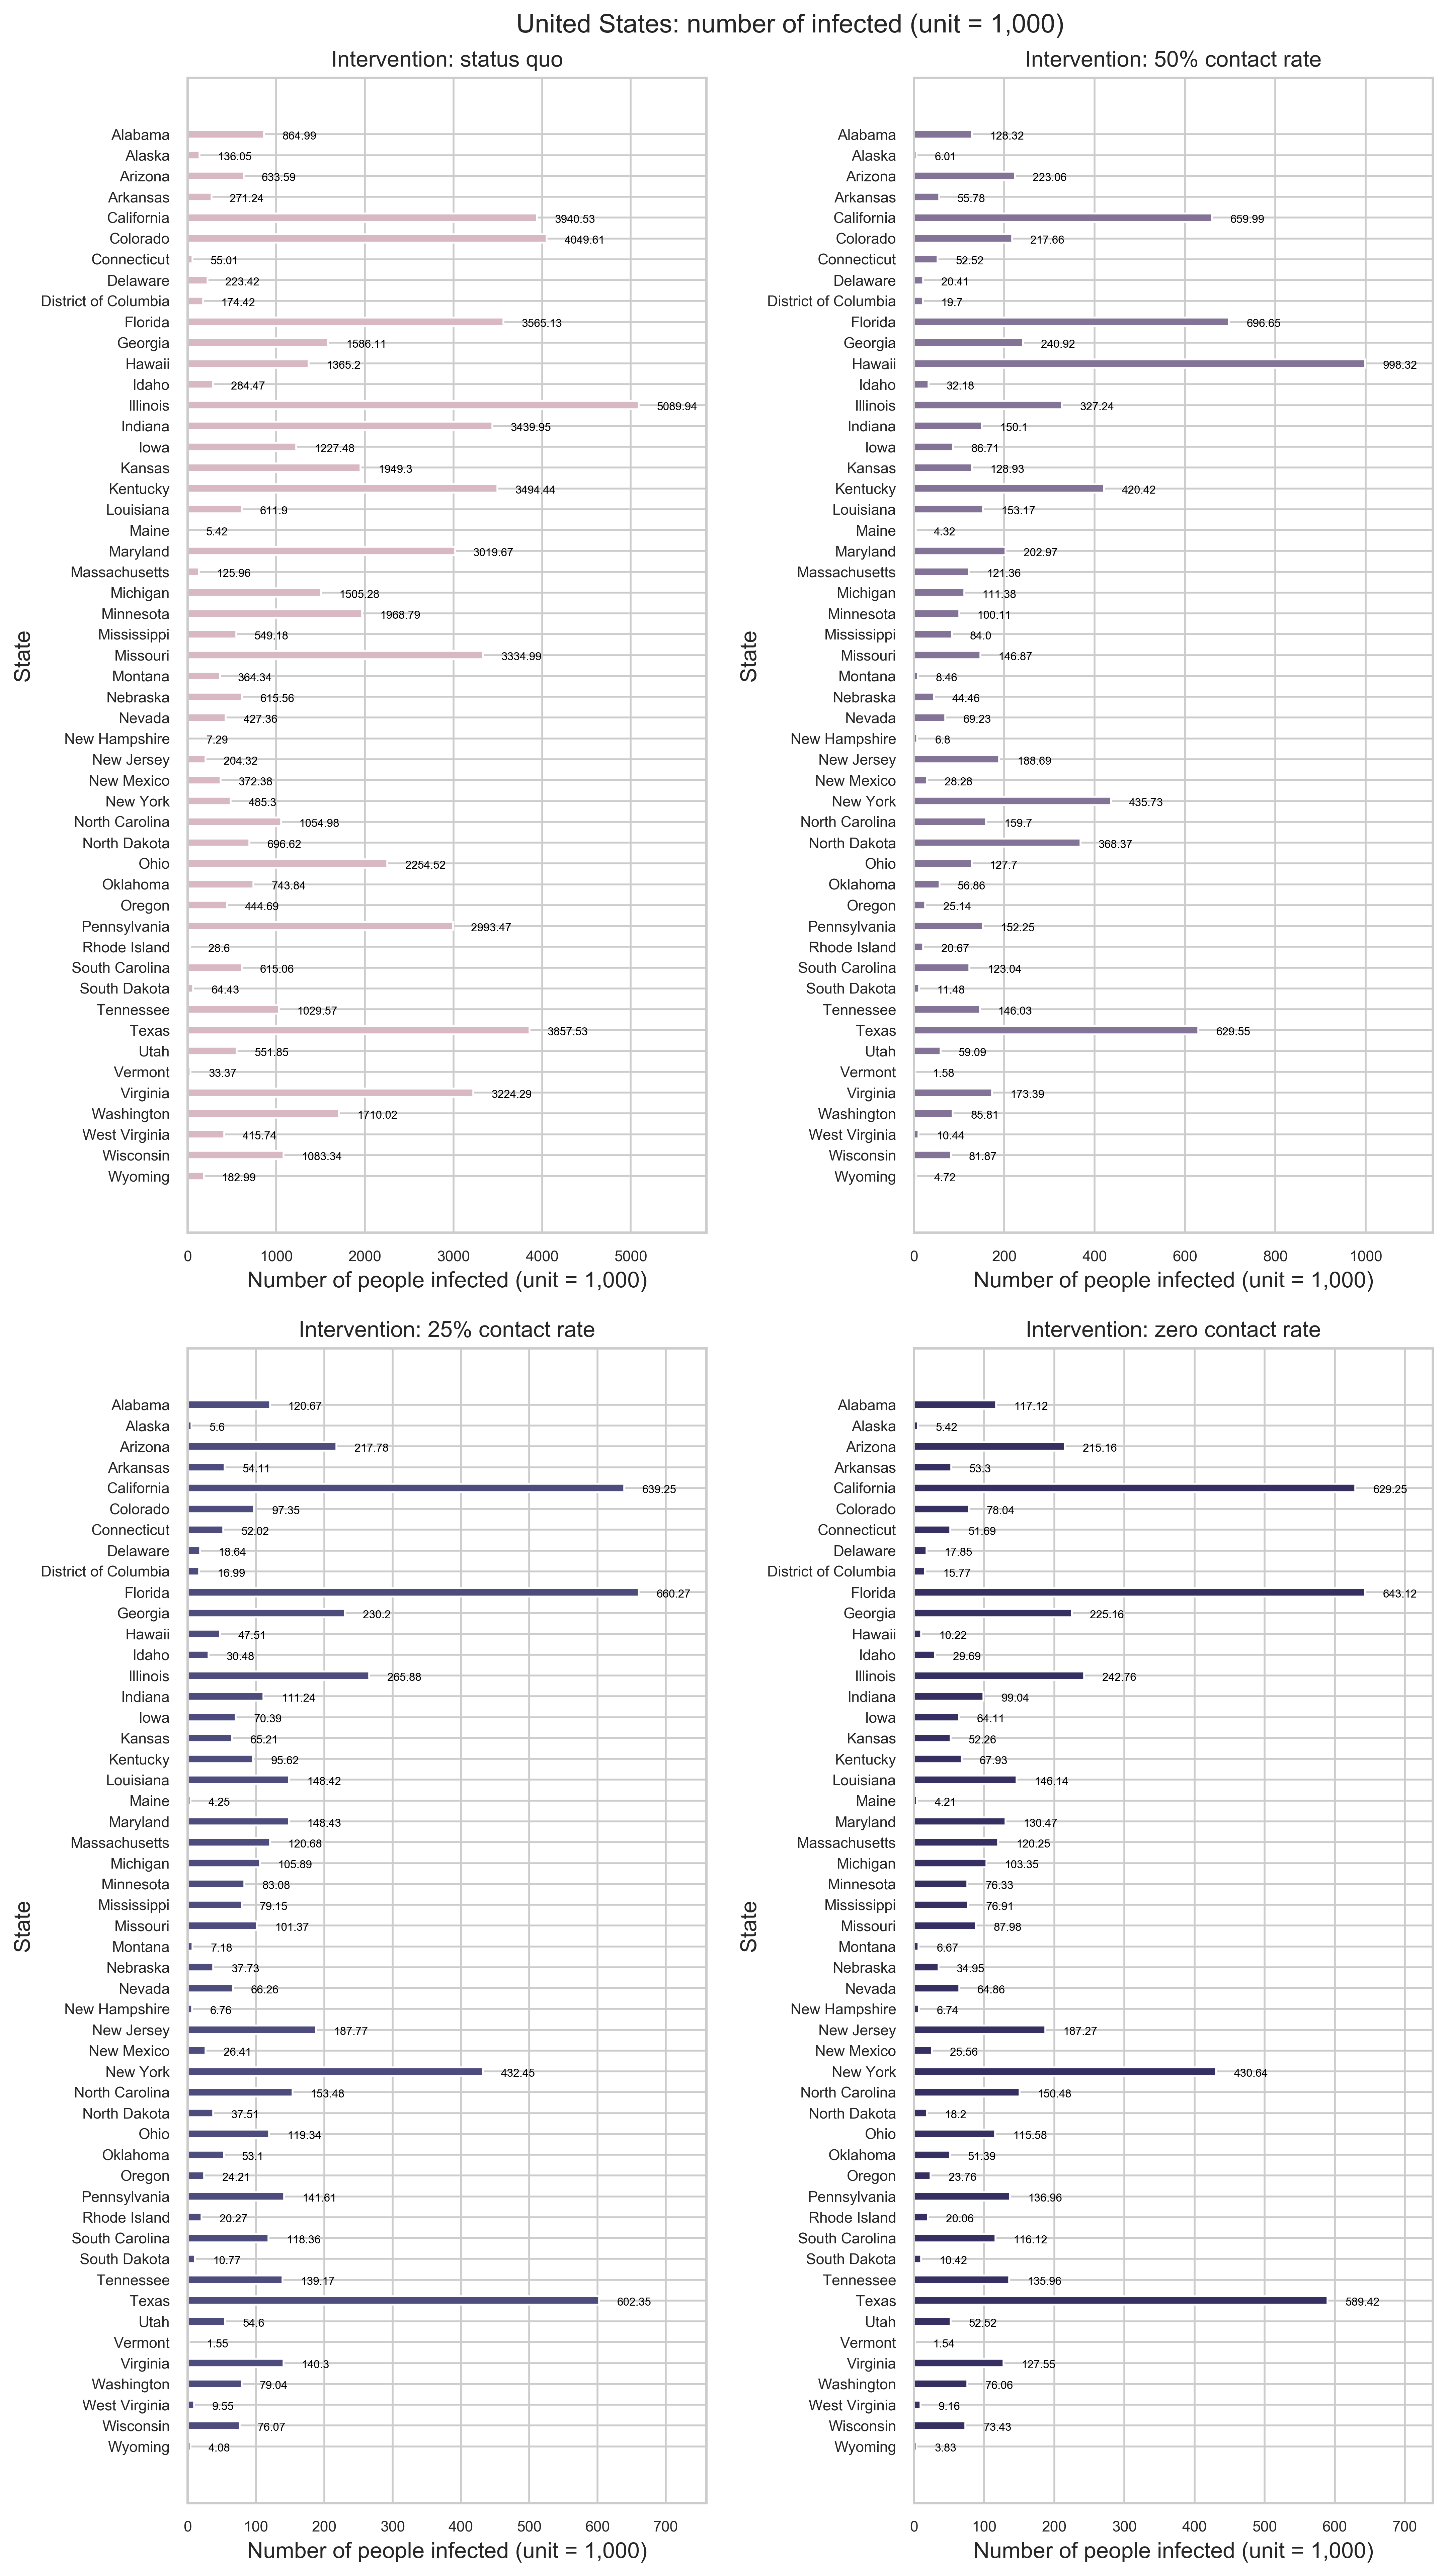 United States: number of infected (unit = 1,000)
Intervention: status quo
State
Alabama 864.99
Alaska 136.05
Arizona 633.59
Arkansas 271.24
California 3940.53
Colorado 4049.61
Connecticut 55.01
Delaware 223.42
District of Columbia 174.42
Florida 3565.13
Georgia 1586.11
Hawaii 1365.2
Idaho 284.47
Illinois 5089.94
Indiana 3439.95
Iowa 1227.48
Kansas 1949.3
Kentucky 3494.44
Louisiana 611.9
Maine 5.42
Maryland 3019.67
Massachusetts 125.96
Michigan 1505.28
Minnesota 1968.79
Mississippi 549.18
Missouri 3334.99
Montana 364.34
Nebraska 615.56
Nevada 427.36
New Hampshire 7.29
New Jersey 204.32
New Mexico 372.38
New York 485.3
North Carolina 1054.98
North Dakota 696.62
Ohio 2254.52
Oklahoma 743.84
Oregon 444.69
Pennsylvania 2993.47
Rhode Island 28.6
South Carolina 615.06
South Dakota 64.43
Tennessee 1029.57
Texas 3857.53
Utah 551.85
Vermont 33.37
Virginia 3224.29
Washington 1710.02
West Virginia 415.74
Wisconsin 1083.34
Wyoming 182.99
0 1000 2000 3000 4000 5000
Number of people infected (unit = 1,000)
Intervention: 50% contact rate
State
Alabama 128.32
Alaska 6.01
Arizona 223.06
Arkansas 55.78
California 659.99
Colorado 217.66
Connecticut 52.52
Delaware 20.41
District of Columbia 19.7
Florida 696.65
Georgia 240.92
Hawaii 998.32
Idaho 32.18
Illinois 327.24
Indiana 150.1
Iowa 86.71
Kansas 128.93
Kentucky 420.42
Louisiana 153.17
Maine 4.32
Maryland 202.97
Massachusetts 121.36
Michigan 111.38
Minnesota 100.11
Mississippi 84.0
Missouri 146.87
Montana 8.46
Nebraska 44.46
Nevada 69.23
New Hampshire 6.8
New Jersey 188.69
New Mexico 28.28
New York 435.73
North Carolina 159.7
North Dakota 368.37
Ohio 127.7
Oklahoma 56.86
Oregon 25.14
Pennsylvania 152.25
Rhode Island 20.67
South Carolina 123.04
South Dakota 11.48
Tennessee 146.03
Texas 629.55
Utah 59.09
Vermont 1.58
Virginia 173.39
Washington 85.81
West Virginia 10.44
Wisconsin 81.87
Wyoming 4.72
0 200 400 600 800 1000
Number of people infected (unit = 1,000)
Intervention: 25% contact rate
State
Alabama 120.67
Alaska 5.6
Arizona 217.78
Arkansas 54.11
California 639.25
Colorado 97.35
Connecticut 52.02
Delaware 18.64
District of Columbia 16.99
Florida 660.27
Georgia 230.2
Hawaii 47.51
Idaho 30.48
Illinois 265.88
Indiana 111.24
Iowa 70.39
Kansas 65.21
Kentucky 95.62
Louisiana 148.42
Maine 4.25
Maryland 148.43
Massachusetts 120.68
Michigan 105.89
Minnesota 83.08
Mississippi 79.15
Missouri 101.37
Montana 7.18
Nebraska 37.73
Nevada 66.26
New Hampshire 6.76
New Jersey 187.77
New Mexico 26.41
New York 432.45
North Carolina 153.48
North Dakota 37.51
Ohio 119.34
Oklahoma 53.1
Oregon 24.21
Pennsylvania 141.61
Rhode Island 20.27
South Carolina 118.36
South Dakota 10.77
Tennessee 139.17
Texas 602.35
Utah 54.6
Vermont 1.55
Virginia 140.3
Washington 79.04
West Virginia 9.55
Wisconsin 76.07
Wyoming 4.08
0 100 200 300 400 500 600 700
Number of people infected (unit = 1,000)
Intervention: zero contact rate
State
Alabama 117.12
Alaska 5.42
Arizona 215.16
Arkansas 53.3
California 629.25
Colorado 78.04
Connecticut 51.69
Delaware 17.85
District of Columbia 15.77
Florida 643.12
Georgia 225.16
Hawaii 10.22
Idaho 29.69
Illinois 242.76
Indiana 99.04
Iowa 64.11
Kansas 52.26
Kentucky 67.93
Louisiana 146.14
Maine 4.21
Maryland 130.47
Massachusetts 120.25
Michigan 103.35
Minnesota 76.33
Mississippi 76.91
Missouri 87.98
Montana 6.67
Nebraska 34.95
Nevada 64.86
New Hampshire 6.74
New Jersey 187.27
New Mexico 25.56
New York 430.64
North Carolina 150.48
North Dakota 18.2
Ohio 115.58
Oklahoma 51.39
Oregon 23.76
Pennsylvania 136.96
Rhode Island 20.06
South Carolina 116.12
South Dakota 10.42
Tennessee 135.96
Texas 589.42
Utah 52.52
Vermont 1.54
Virginia 127.55
Washington 76.06
West Virginia 9.16
Wisconsin 73.43
Wyoming 3.83
0 100 200 300 400 500 600 700
Number of people infected (unit = 1,000)